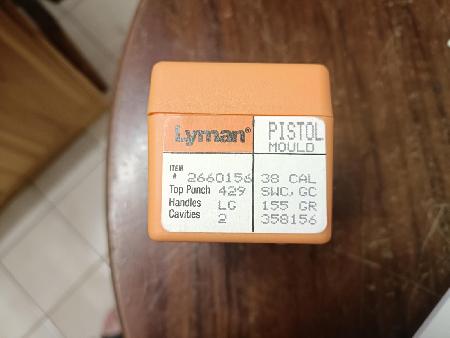 Lyman®
PISTOL
MOULD
ITEM
# 2660156
38 CAL
Top Punch 429
SWC, GC
Handles LG
155 GR
Cavities 2
358156